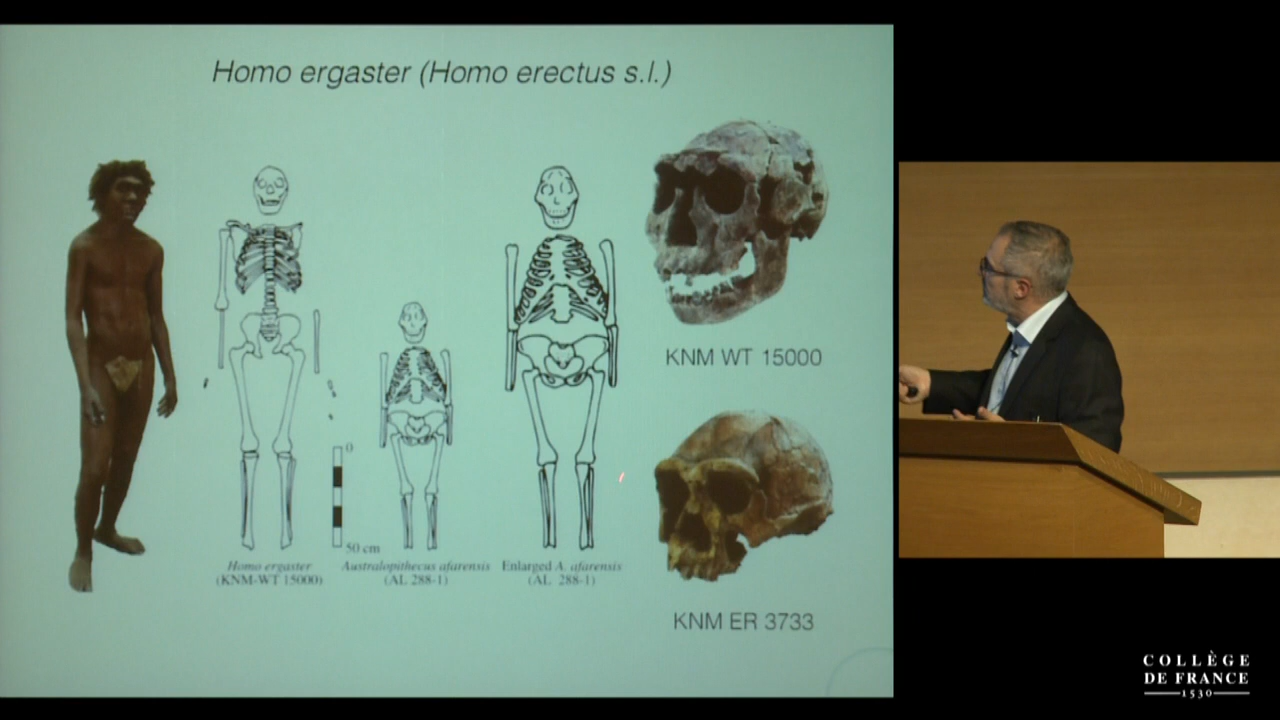 Homo ergaster (Homo erectus s.l.)
KNM WT 15000
0
50 cm
Homo ergaster
(KNM-WT 15000)
Australopithecus afarensis
(AL 288-1)
Enlarged A. afarensis
(AL 288-1)
KNM ER 3733
COLLÈGE
DE FRANCE
1530